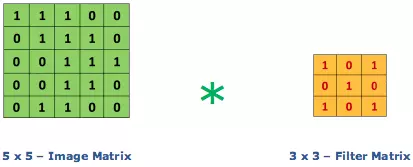 1 1 1 0 0
0 1 1 1 0
0 0 1 1 1
0 0 1 1 0
0 1 1 0 0
*
1 0 1
0 1 0
1 0 1
5 x 5 – Image Matrix
3 x 3 – Filter Matrix